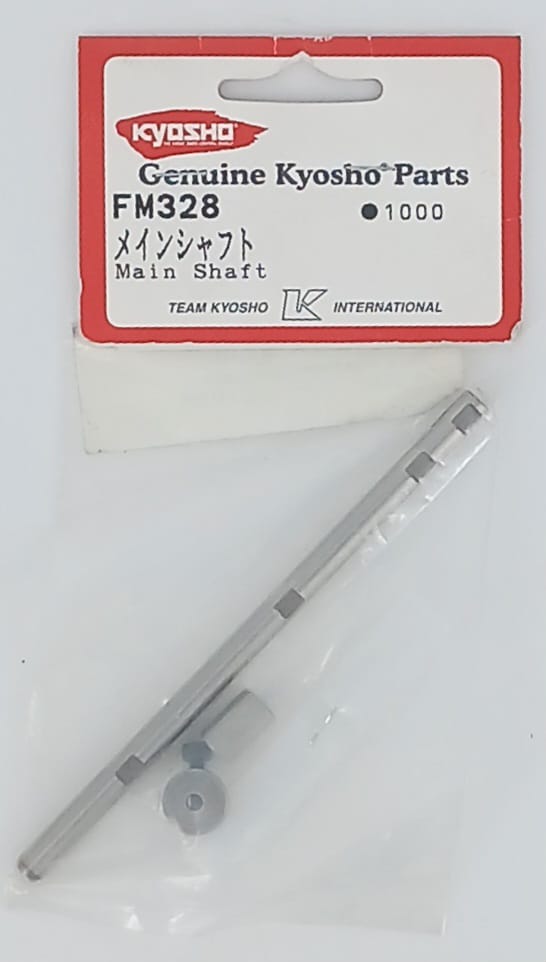 KYOSHO
Genuine Kyosho Parts
FM328 ●1000
メインシャフト
Main Shaft
TEAM KYOSHO K INTERNATIONAL